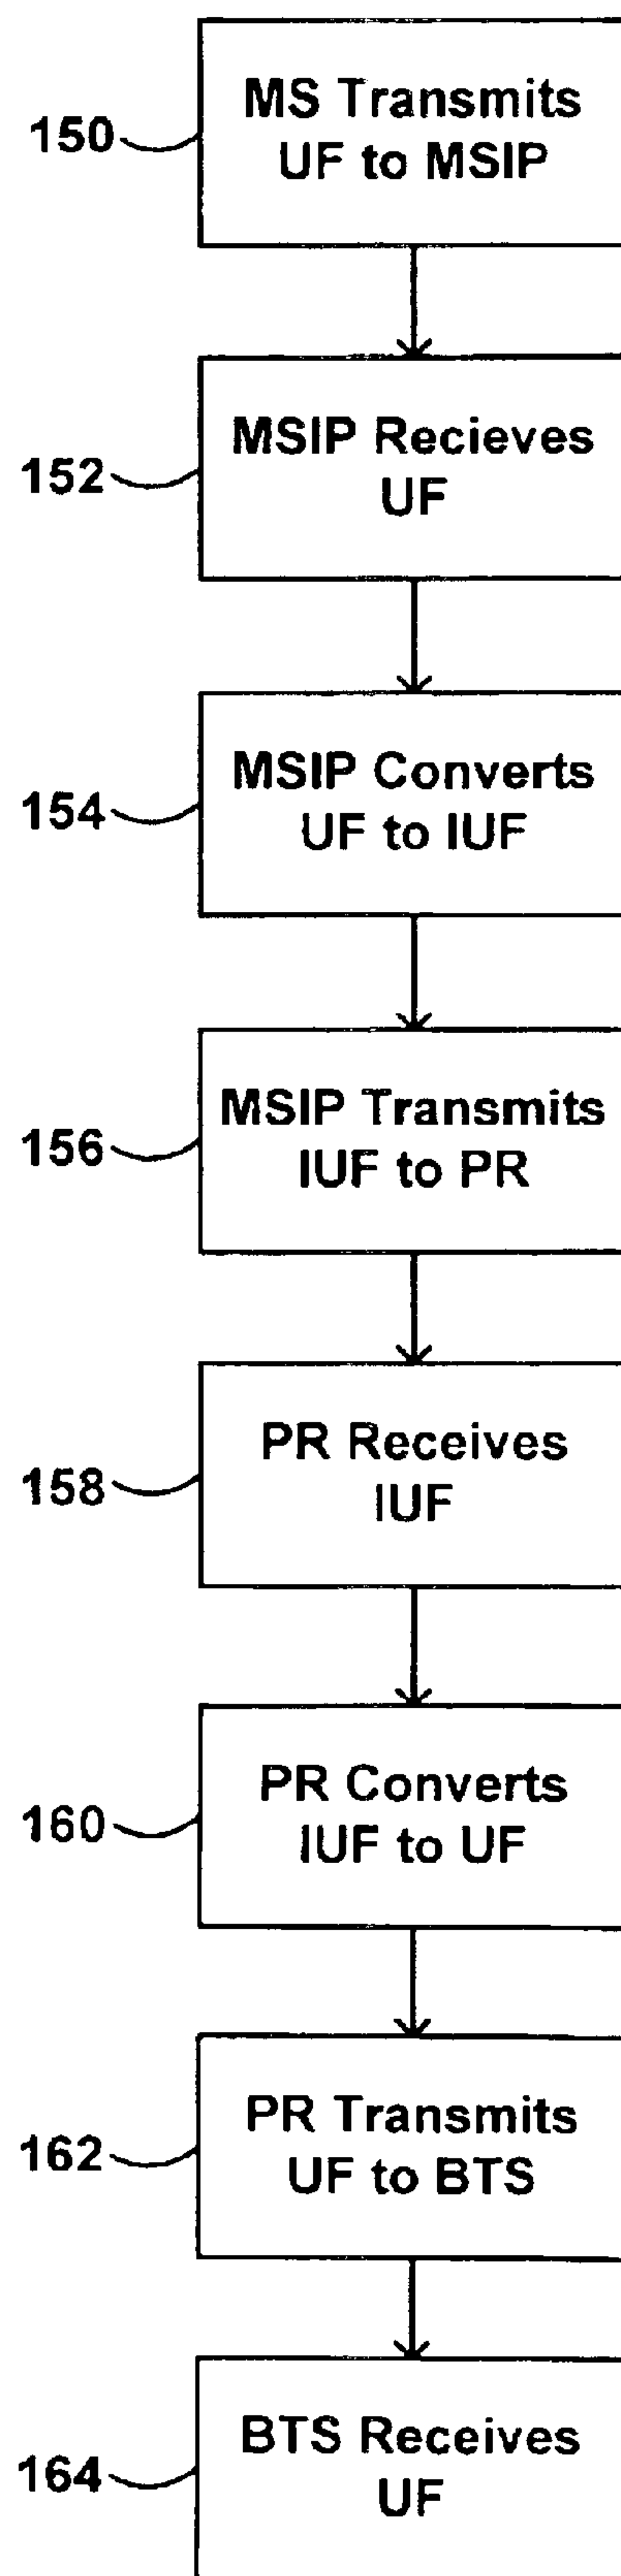 150
MS Transmits
UF to MSIP
152
MSIP Recieves
UF
154
MSIP Converts
UF to IUF
156
MSIP Transmits
IUF to PR
158
PR Receives
IUF
160
PR Converts
IUF to UF
162
PR Transmits
UF to BTS
164
BTS Receives
UF